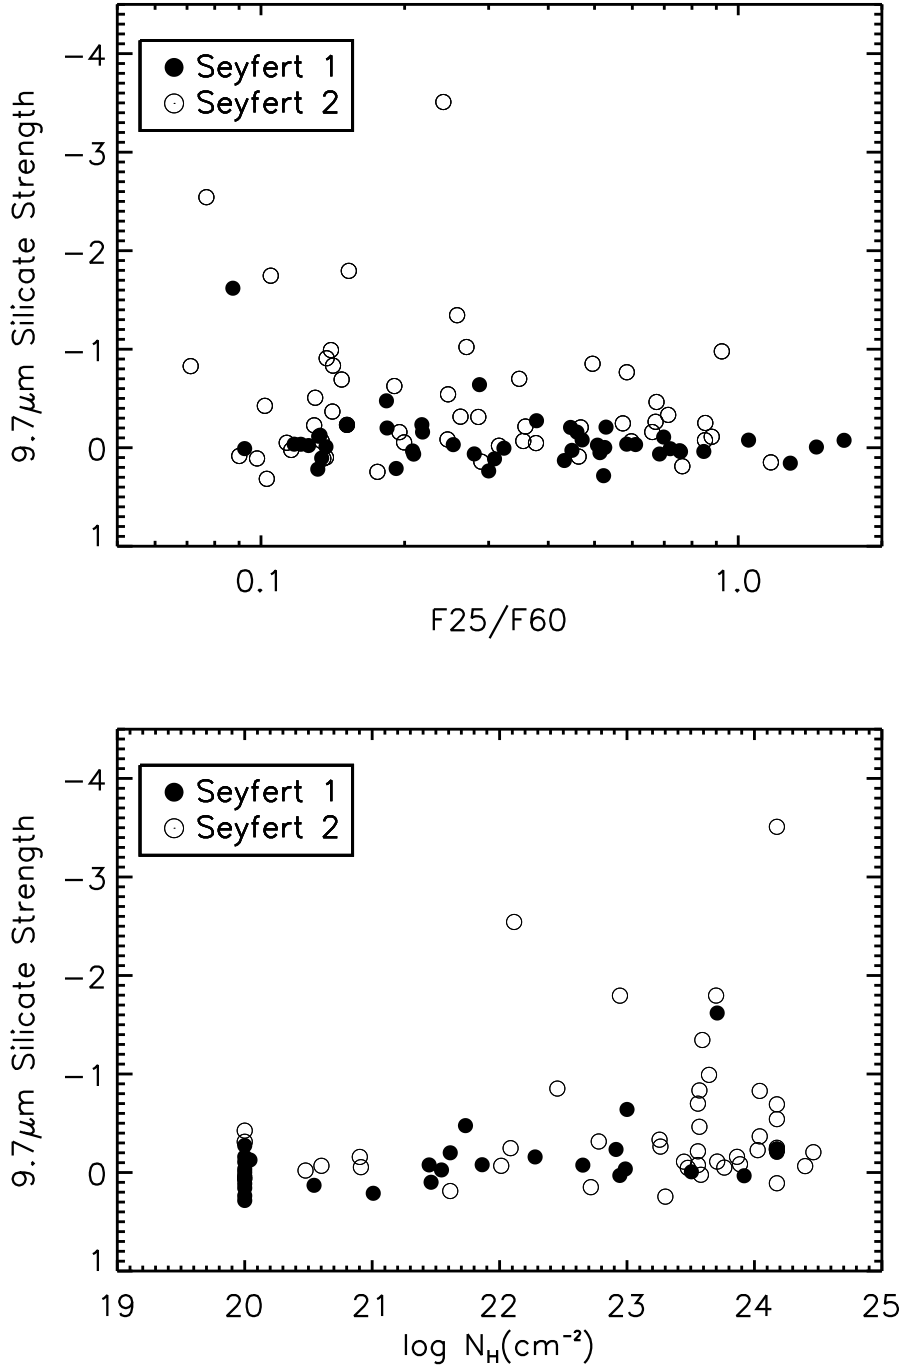 −4
−3
−2
−1
0
1
9.7μm Silicate Strength
Seyfert 1
Seyfert 2
0.1 1.0
F25/F60
−4
−3
−2
−1
0
1
9.7μm Silicate Strength
Seyfert 1
Seyfert 2
19 20 21 22 23 24 25
log N_H(cm⁻²)